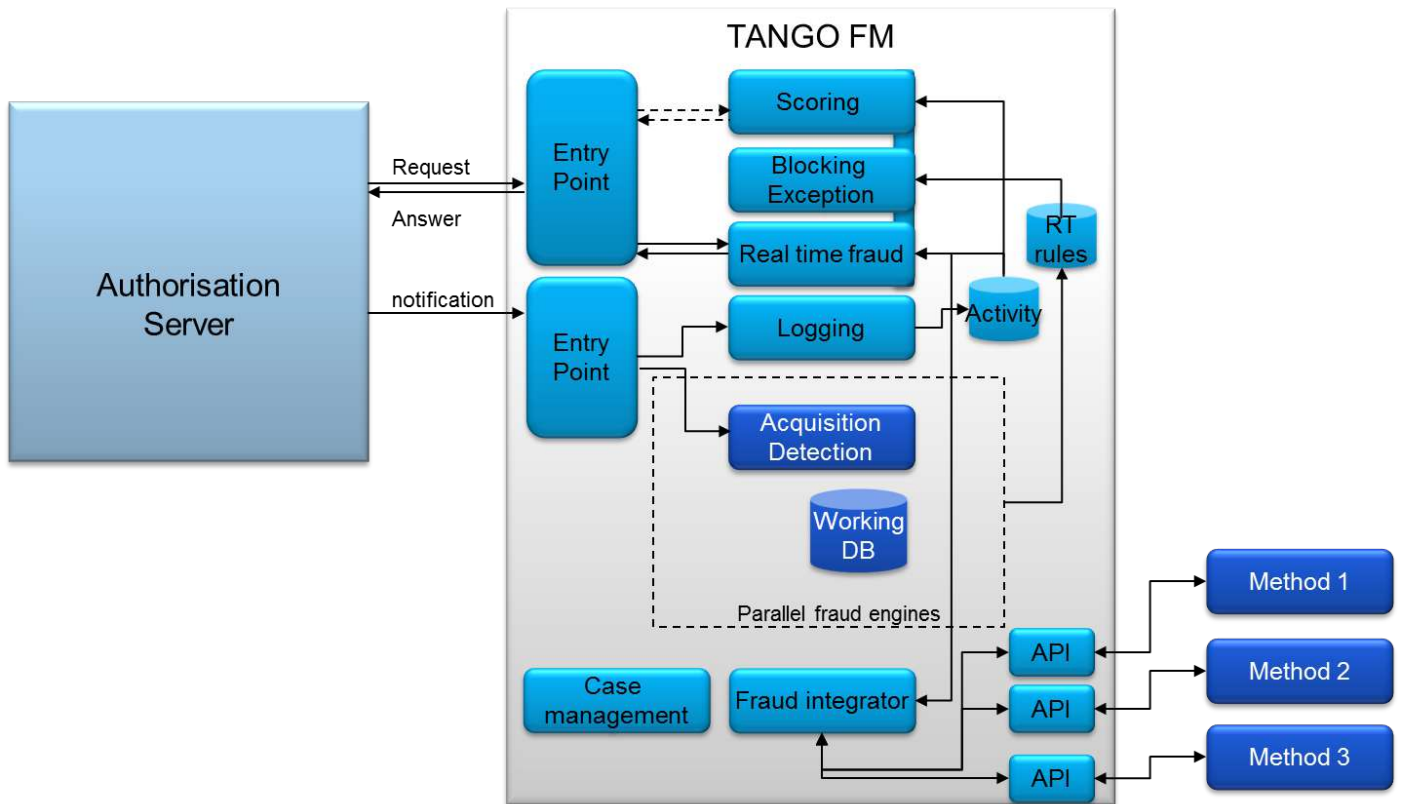 TANGO FM
Scoring
Entry
Point
Blocking
Exception
Request
Answer
Real time fraud
RT
rules
Authorisation
Server
notification
Entry
Point
Logging
Activity
Acquisition
Detection
Working
DB
Parallel fraud engines
Method 1
API
Case
management
Fraud integrator
API
Method 2
API
Method 3